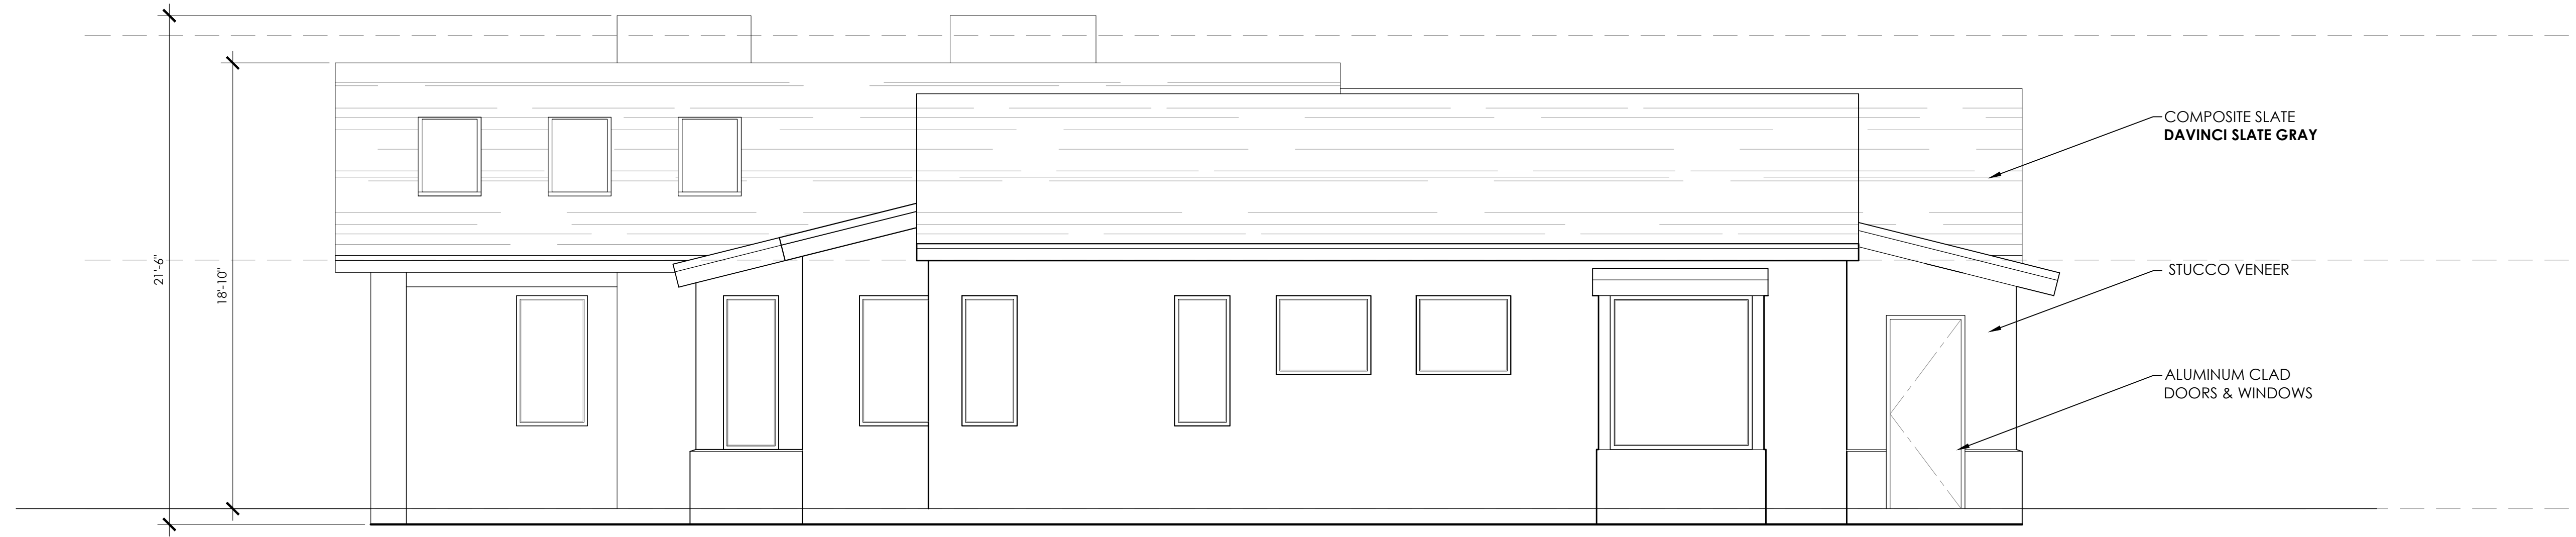 21'-6"
18'-10"
COMPOSITE SLATE
DAVINCI SLATE GRAY
STUCCO VENEER
ALUMINUM CLAD
DOORS & WINDOWS